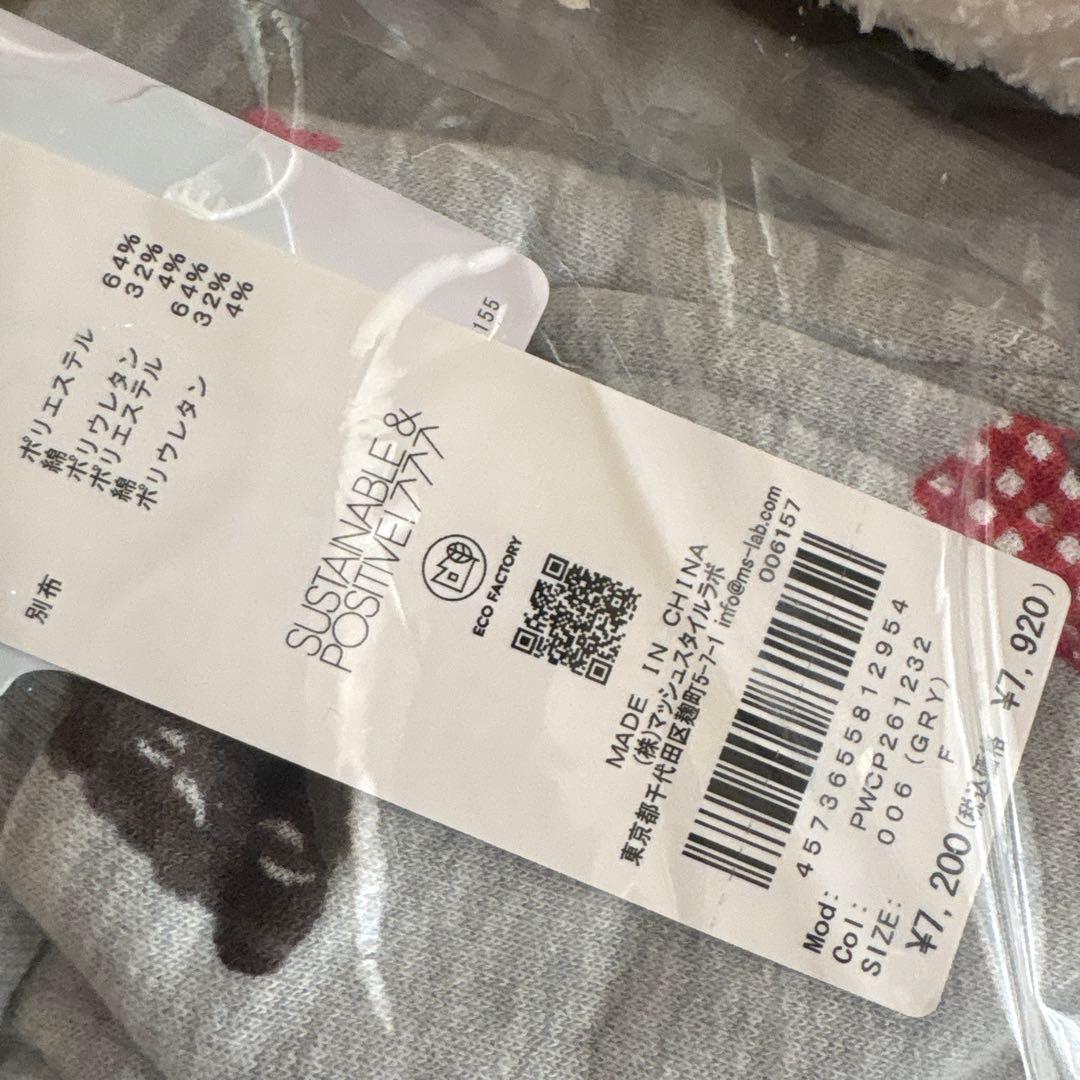 155
ポリエステル 64%
綿 32%
ポリウレタン 4%
ポリエステル 64%
綿 32%
ポリウレタン 4%
別布
SUSTAINABLE &
POSITIVE!
ECO FACTORY
MADE IN CHINA
(株)マッシュスタイルラボ
東京都千代田区麹町5-7-1 info@ms-lab.com
006157
4573655812954
Mod: PWCP261232
Col: 006 (GRY)
SIZE: F
¥7,200 (税込価格 ¥7,920)